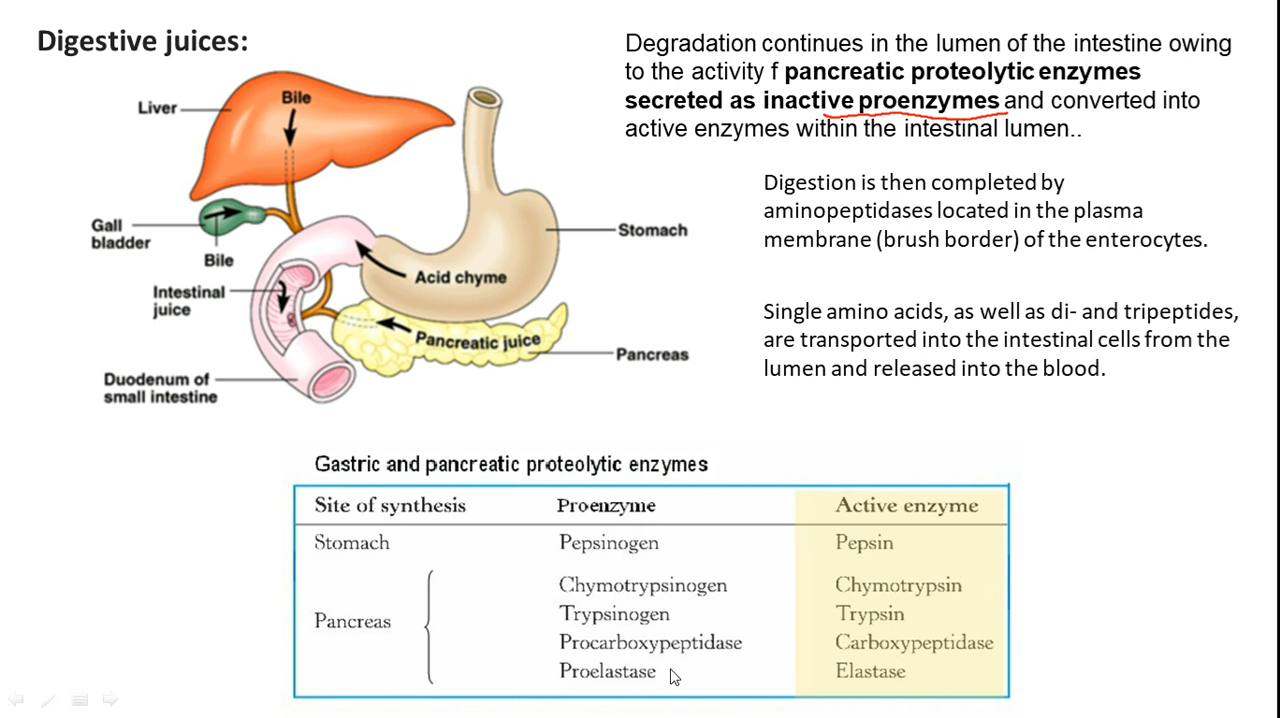 Digestive juices:
Degradation continues in the lumen of the intestine owing
to the activity f pancreatic proteolytic enzymes
secreted as inactive proenzymes and converted into
active enzymes within the intestinal lumen..
Digestion is then completed by
aminopeptidases located in the plasma
membrane (brush border) of the enterocytes.
Single amino acids, as well as di- and tripeptides,
are transported into the intestinal cells from the
lumen and released into the blood.
Liver
Bile
Gall
bladder
Bile
Stomach
Acid chyme
Intestinal
juice
Pancreatic juice
Pancreas
Duodenum of
small intestine
Gastric and pancreatic proteolytic enzymes
Site of synthesis Proenzyme Active enzyme
Stomach Pepsinogen Pepsin
Chymotrypsinogen Chymotrypsin
Trypsinogen Trypsin
Pancreas
Procarboxypeptidase Carboxypeptidase
Proelastase Elastase